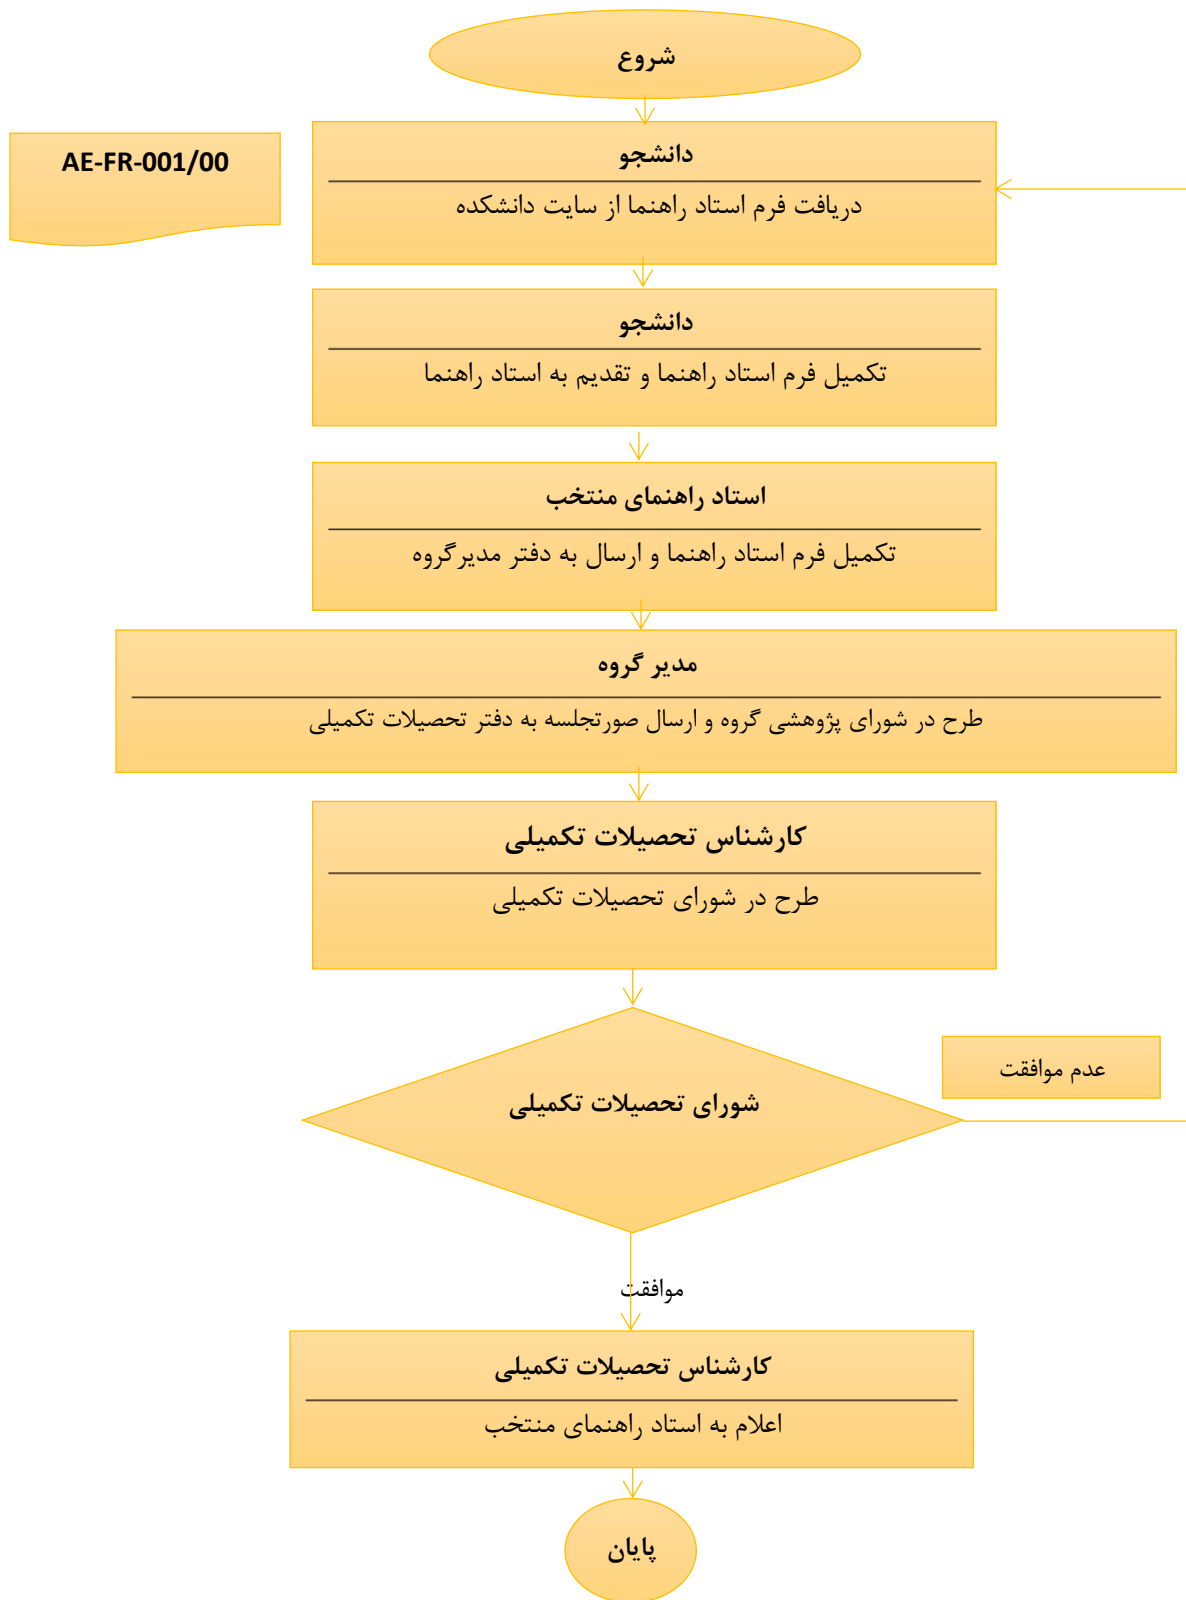 شروع
AE-FR-001/00
دانشجو
دریافت فرم استاد راهنما از سایت دانشکده
دانشجو
تکمیل فرم استاد راهنما و تقدیم به استاد راهنما
استاد راهنمای منتخب
تکمیل فرم استاد راهنما و ارسال به دفتر مدیرگروه
مدیر گروه
طرح در شورای پژوهشی گروه و ارسال صورتجلسه به دفتر تحصیلات تکمیلی
کارشناس تحصیلات تکمیلی
طرح در شورای تحصیلات تکمیلی
عدم موافقت
شورای تحصیلات تکمیلی
موافقت
کارشناس تحصیلات تکمیلی
اعلام به استاد راهنمای منتخب
پایان